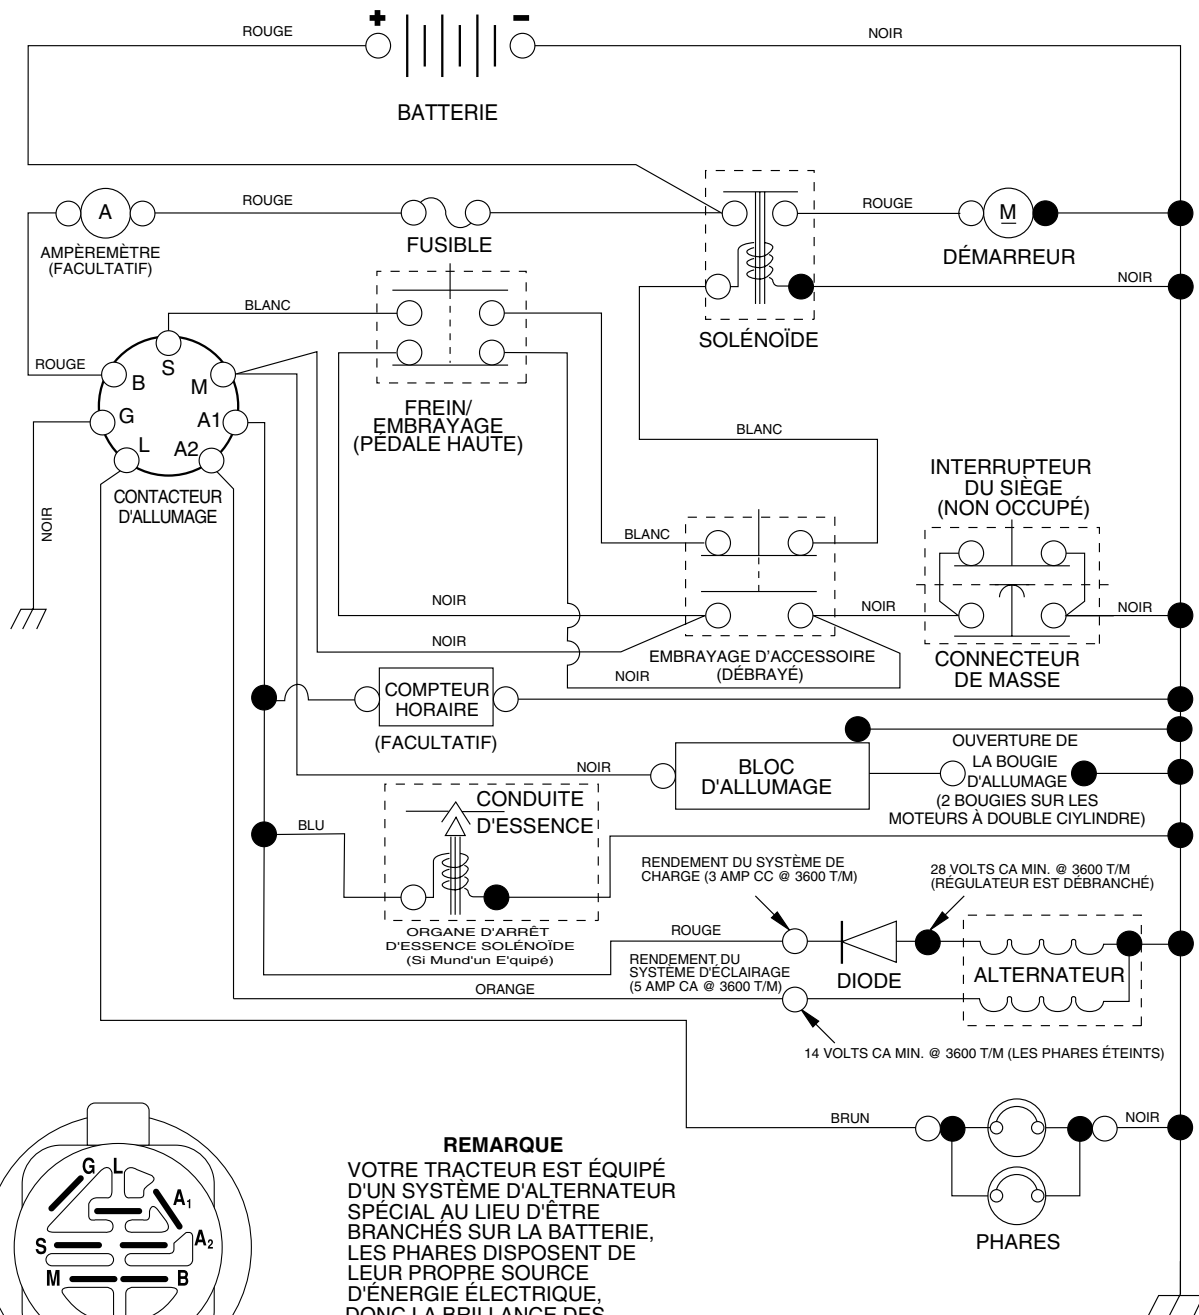 + -
ROUGE
NOIR
BATTERIE
A
ROUGE
ROUGE
M
AMPÈREMÈTRE
(FACULTATIF)
FUSIBLE
DÉMARREUR
NOIR
BLANC
SOLÉNOÏDE
ROUGE
S
B
M
G
A1
L
A2
FREIN/
EMBRAYAGE
(PÉDALE HAUTE)
BLANC
CONTACTEUR
D'ALLUMAGE
NOIR
INTERRUPTEUR
DU SIÈGE
(NON OCCUPÉ)
BLANC
NOIR
NOIR
NOIR
NOIR
EMBRAYAGE D'ACCESSOIRE
(DÉBRAYÉ)
NOIR
CONNECTEUR
DE MASSE
COMPTEUR
HORAIRE
(FACULTATIF)
NOIR
BLOC
D'ALLUMAGE
OUVERTURE DE
LA BOUGIE
D'ALLUMAGE
(2 BOUGIES SUR LES
MOTEURS À DOUBLE CIYLINDRE)
CONDUITE
D'ESSENCE
BLU
ORGANE D'ARRÊT
D'ESSENCE SOLÉNOÏDE
(Si Mund'un E'quipé)
RENDEMENT DU SYSTÈME DE
CHARGE (3 AMP CC @ 3600 T/M)
28 VOLTS CA MIN. @ 3600 T/M
(RÉGULATEUR EST DÉBRANCHÉ)
ROUGE
RENDEMENT DU
SYSTÈME D'ÉCLAIRAGE
(5 AMP CA @ 3600 T/M)
DIODE
ALTERNATEUR
ORANGE
14 VOLTS CA MIN. @ 3600 T/M (LES PHARES ÉTEINTS)
BRUN
NOIR
PHARES
G L
A1
A2
S
M B
REMARQUE
VOTRE TRACTEUR EST ÉQUIPÉ
D'UN SYSTÈME D'ALTERNATEUR
SPÉCIAL AU LIEU D'ÊTRE
BRANCHÉS SUR LA BATTERIE,
LES PHARES DISPOSENT DE
LEUR PROPRE SOURCE
D'ÉNERGIE ÉLECTRIQUE,
DONC LA BRILLANCE DES